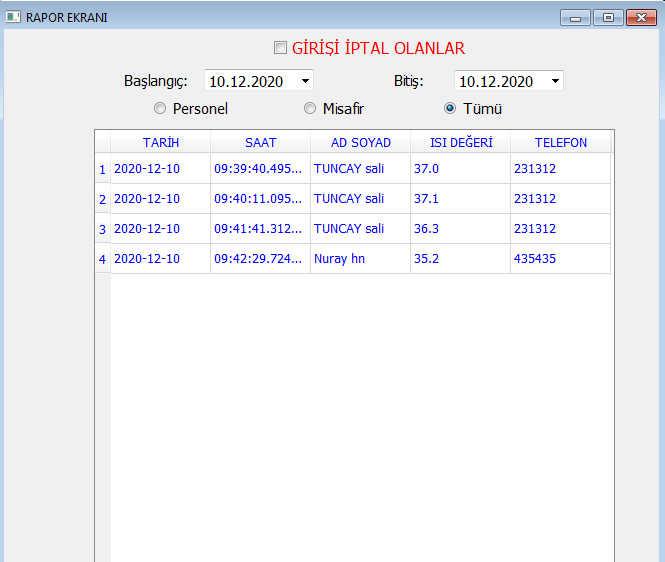 RAPOR EKRANI
GİRİŞİ İPTAL OLANLAR
Başlangıç: 10.12.2020 Bitiş: 10.12.2020
Personel Misafir Tümü
TARİH SAAT AD SOYAD ISI DEĞERİ TELEFON
1 2020-12-10 09:39:40.495... TUNCAY sali 37.0 231312
2 2020-12-10 09:40:11.095... TUNCAY sali 37.1 231312
3 2020-12-10 09:41:41.312... TUNCAY sali 36.3 231312
4 2020-12-10 09:42:29.724... Nuray hn 35.2 435435